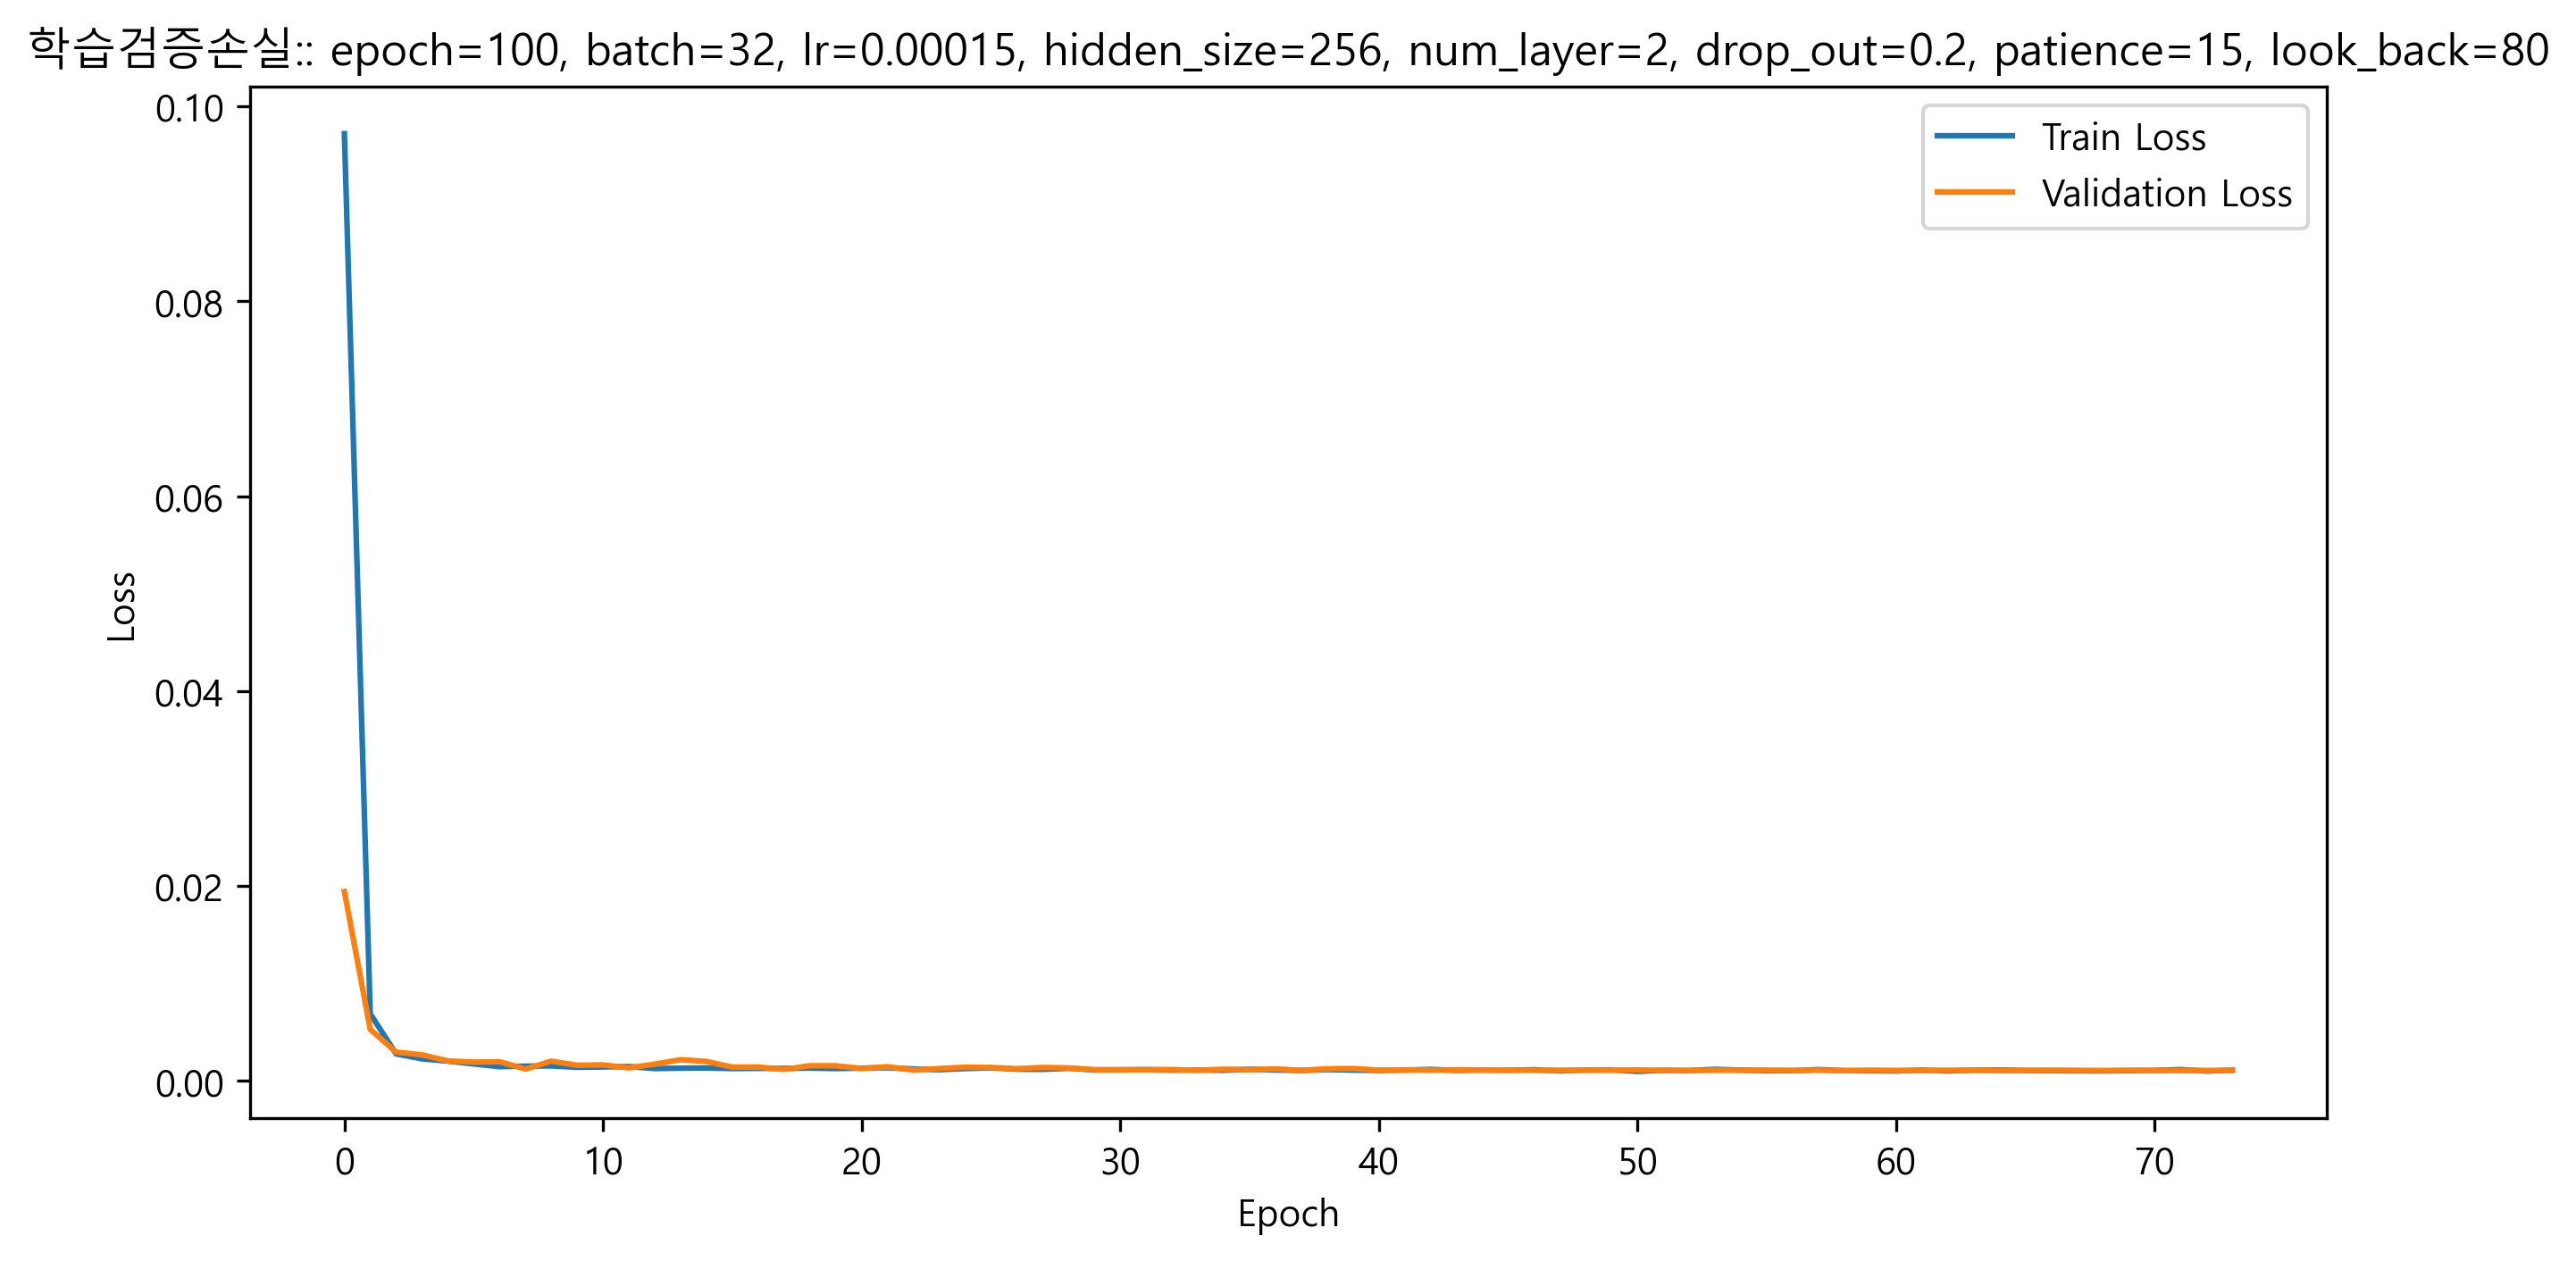 학습검증손실:: epoch=100, batch=32, lr=0.00015, hidden_size=256, num_layer=2, drop_out=0.2, patience=15, look_back=80
Train Loss
Validation Loss
0.10
0.08
0.06
0.04
0.02
0.00
Loss
0 10 20 30 40 50 60 70
Epoch